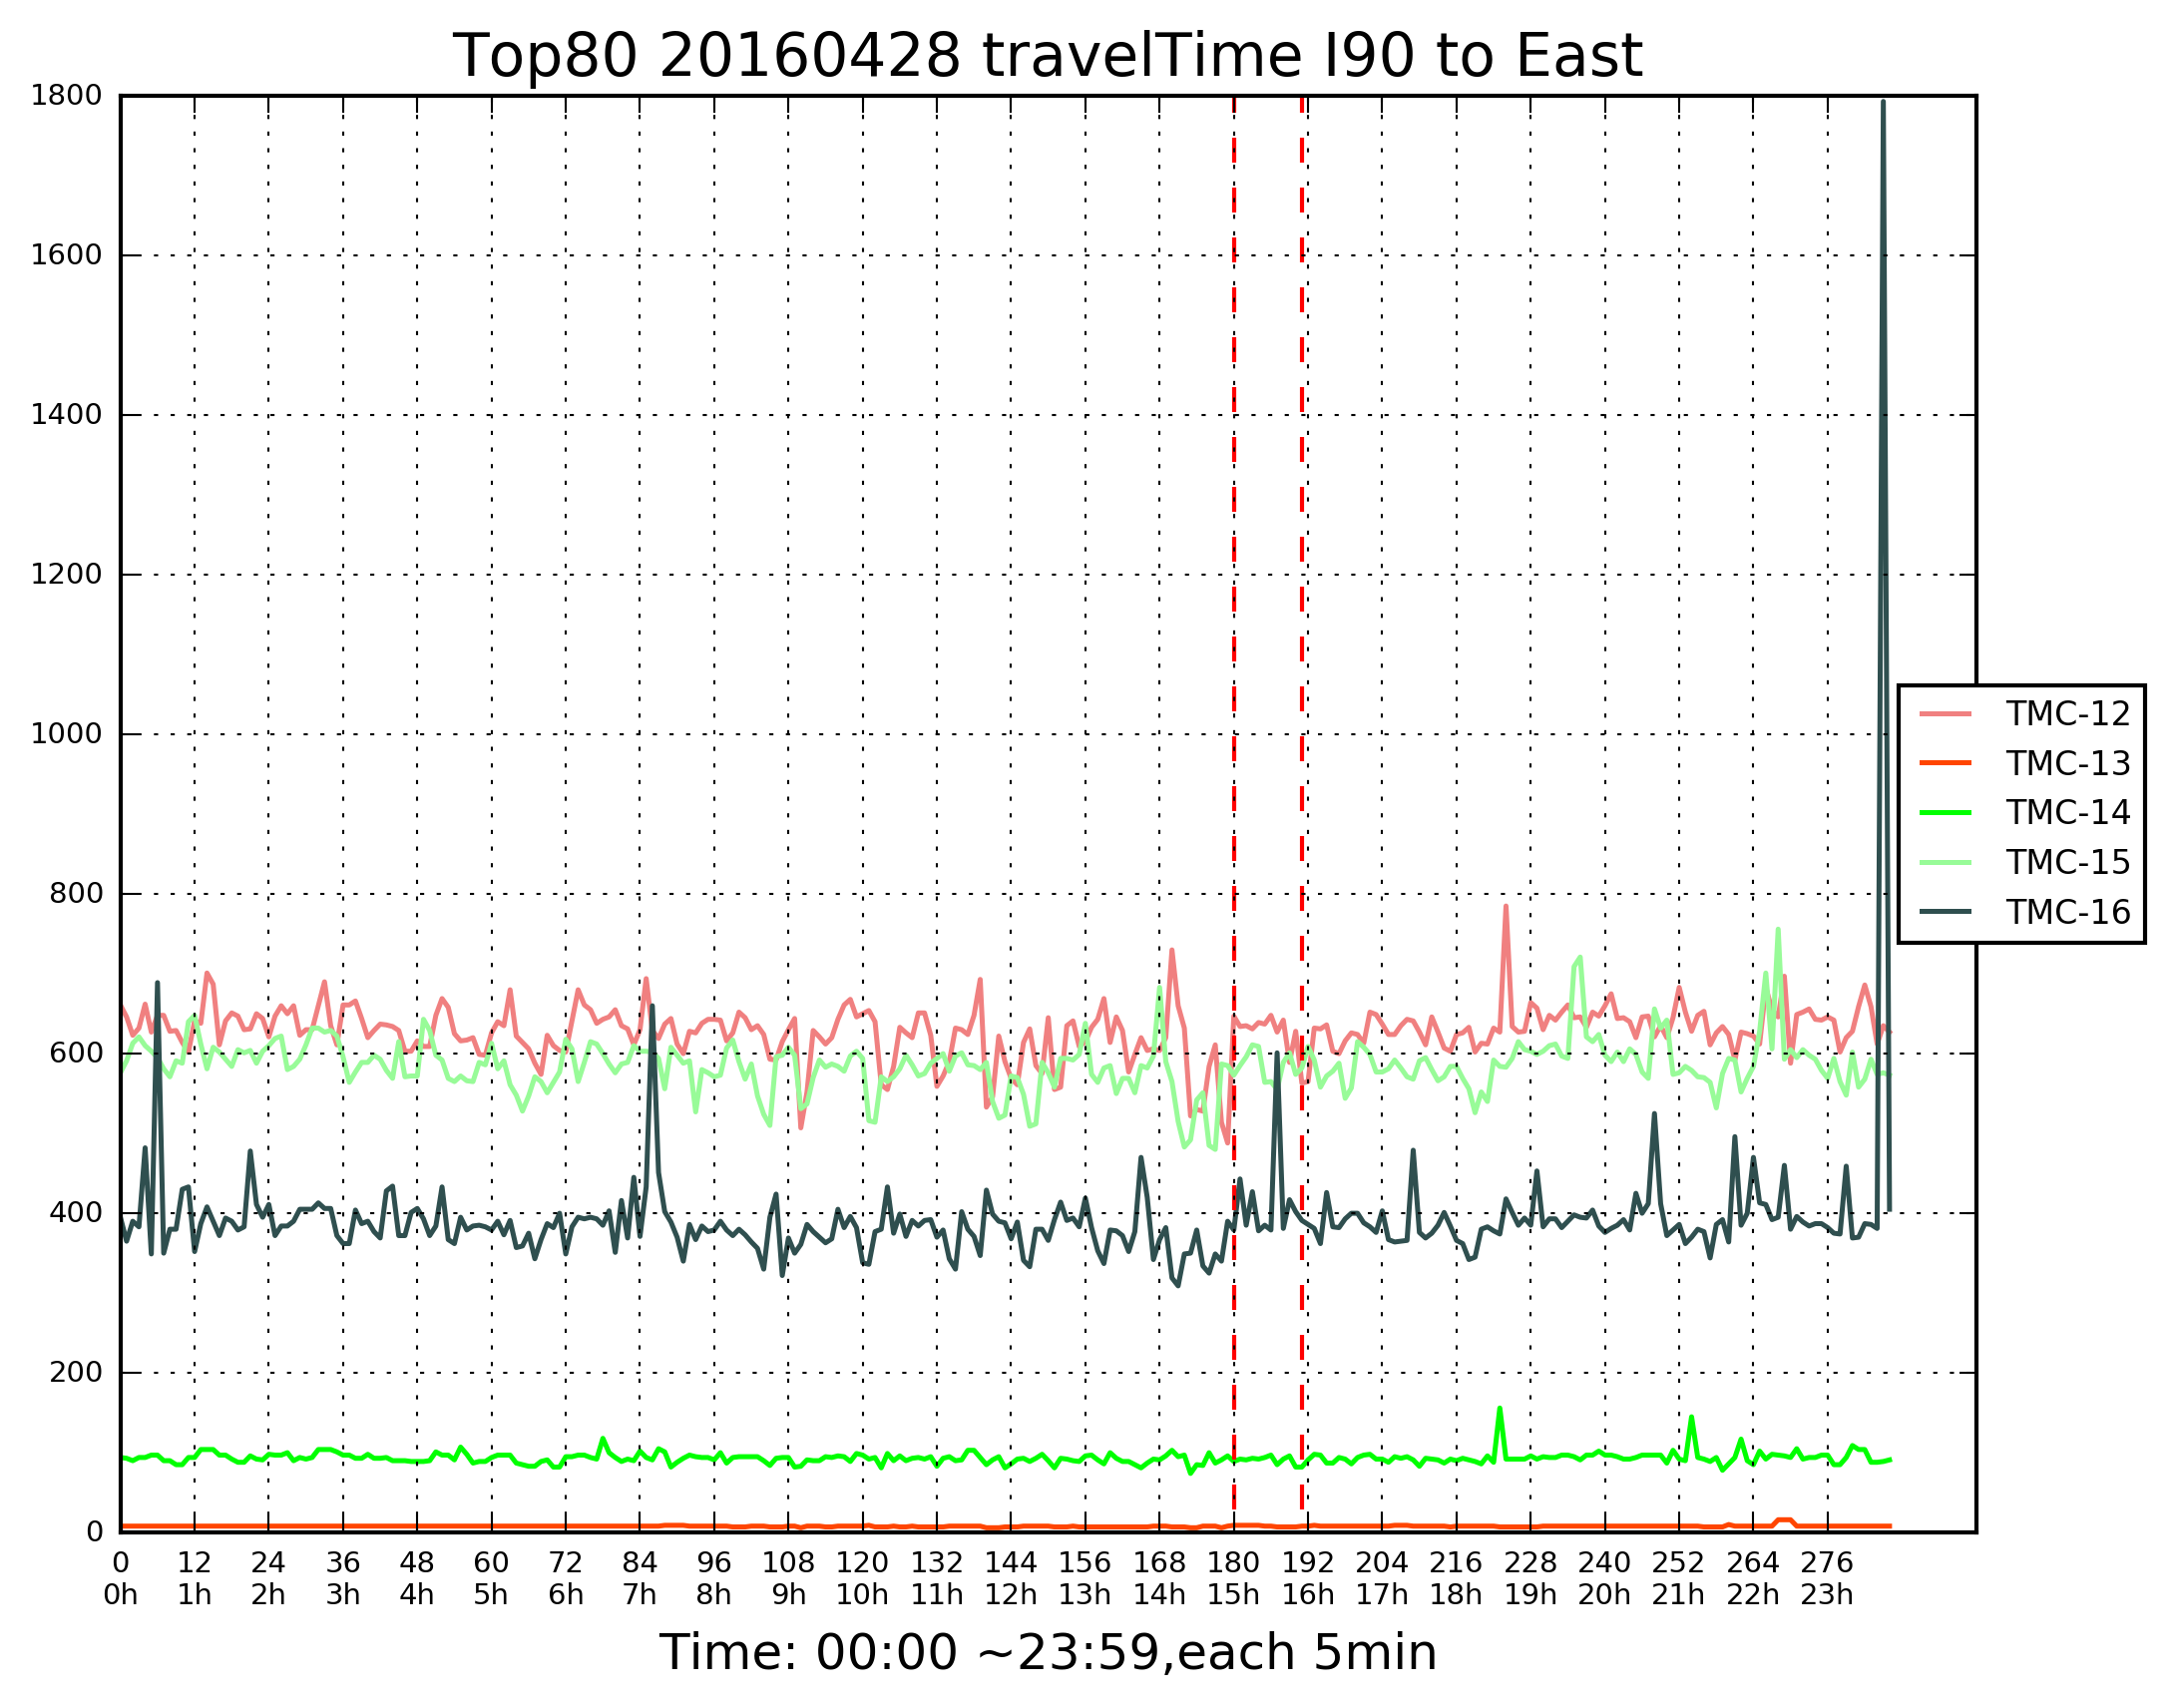 Top80 20160428 travelTime I90 to East
1800
1600
1400
1200
1000
800
600
400
200
0
TMC-12
TMC-13
TMC-14
TMC-15
TMC-16
0 12 24 36 48 60 72 84 96 108 120 132 144 156 168 180 192 204 216 228 240 252 264 276
0h 1h 2h 3h 4h 5h 6h 7h 8h 9h 10h 11h 12h 13h 14h 15h 16h 17h 18h 19h 20h 21h 22h 23h
Time: 00:00 ~23:59,each 5min